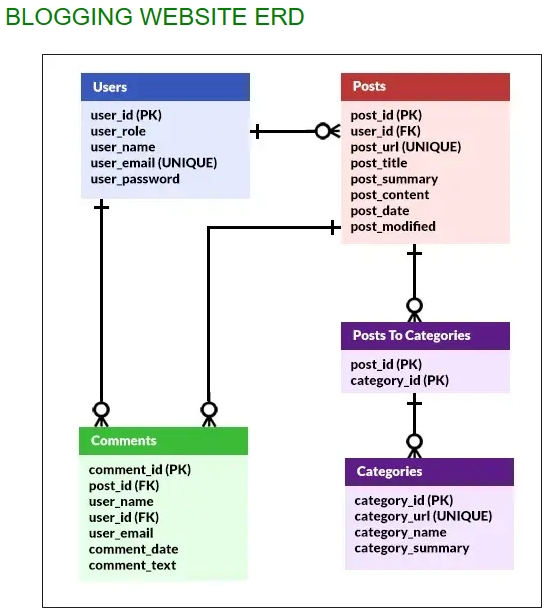 BLOGGING WEBSITE ERD
Users
user_id (PK)
user_role
user_name
user_email (UNIQUE)
user_password
Posts
post_id (PK)
user_id (FK)
post_url (UNIQUE)
post_title
post_summary
post_content
post_date
post_modified
Posts To Categories
post_id (PK)
category_id (PK)
Comments
comment_id (PK)
post_id (FK)
user_name
user_id (FK)
user_email
comment_date
comment_text
Categories
category_id (PK)
category_url (UNIQUE)
category_name
category_summary